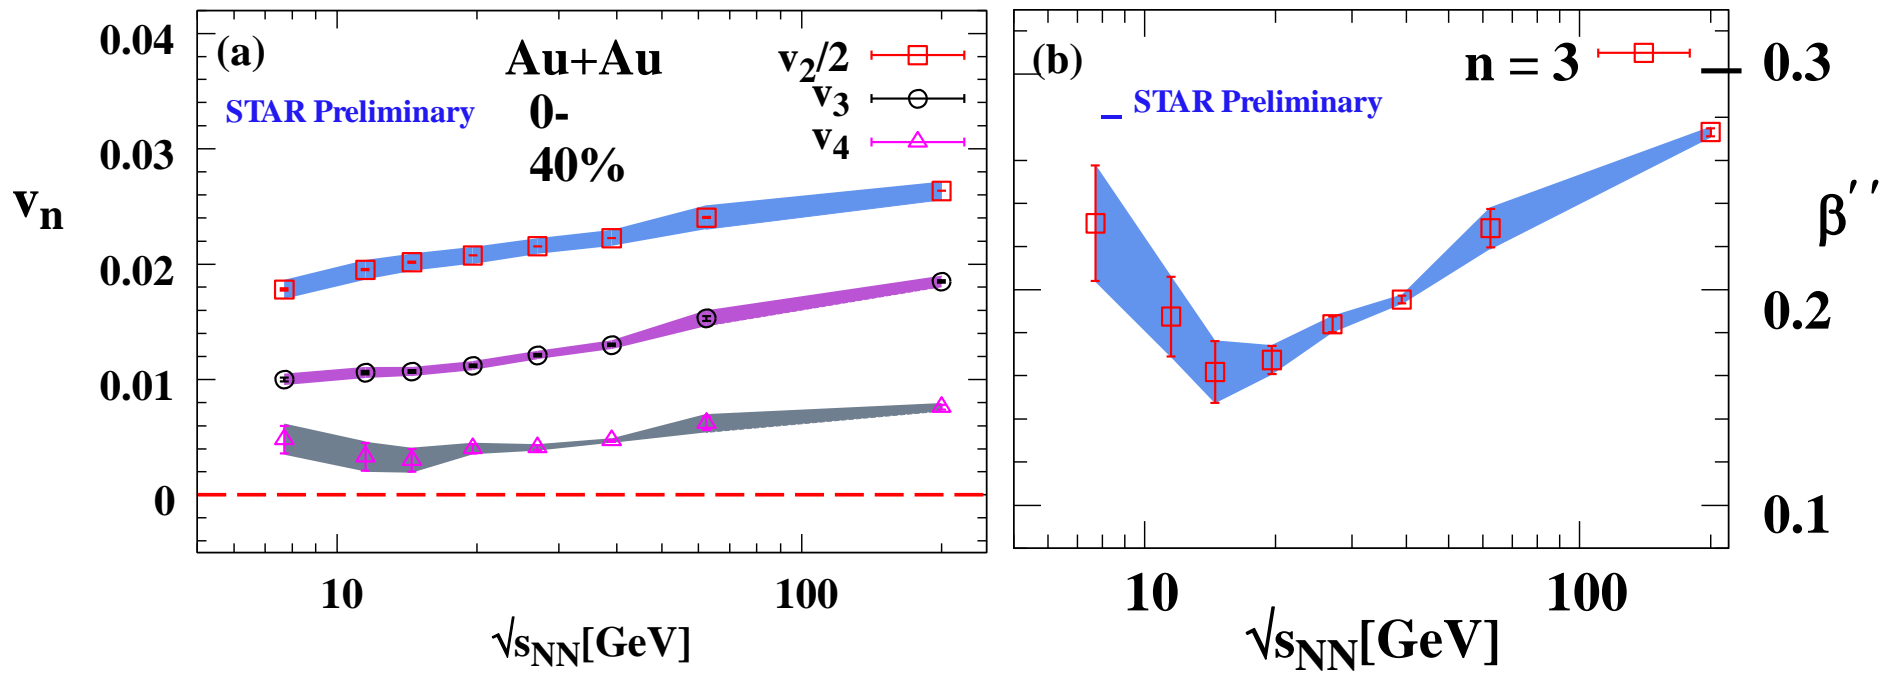 (a)
Au+Au
0-
40%
STAR Preliminary
v2/2
v3
v4
0.04
0.03
0.02
0.01
0
vn
10 100
√sNN[GeV]
(b)
STAR Preliminary
n = 3
0.3
0.2
0.1
β′′
10 100
√sNN[GeV]